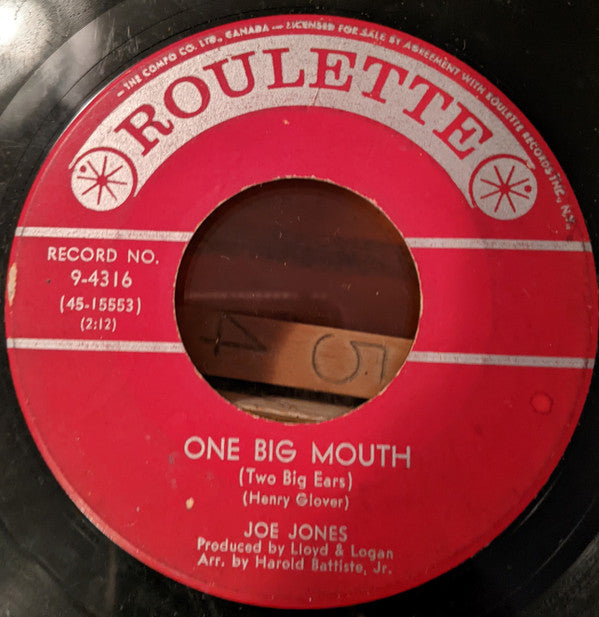 THE COMPO CO. LTD., CANADA — LICENSED FOR SALE BY AGREEMENT WITH ROULETTE RECORDS INC., N.Y.
ROULETTE
RECORD NO.
9-4316
(45-15553)
(2:12)
45
ONE BIG MOUTH
(Two Big Ears)
(Henry Glover)
JOE JONES
Produced by Lloyd & Logan
Arr. by Harold Battiste, Jr.